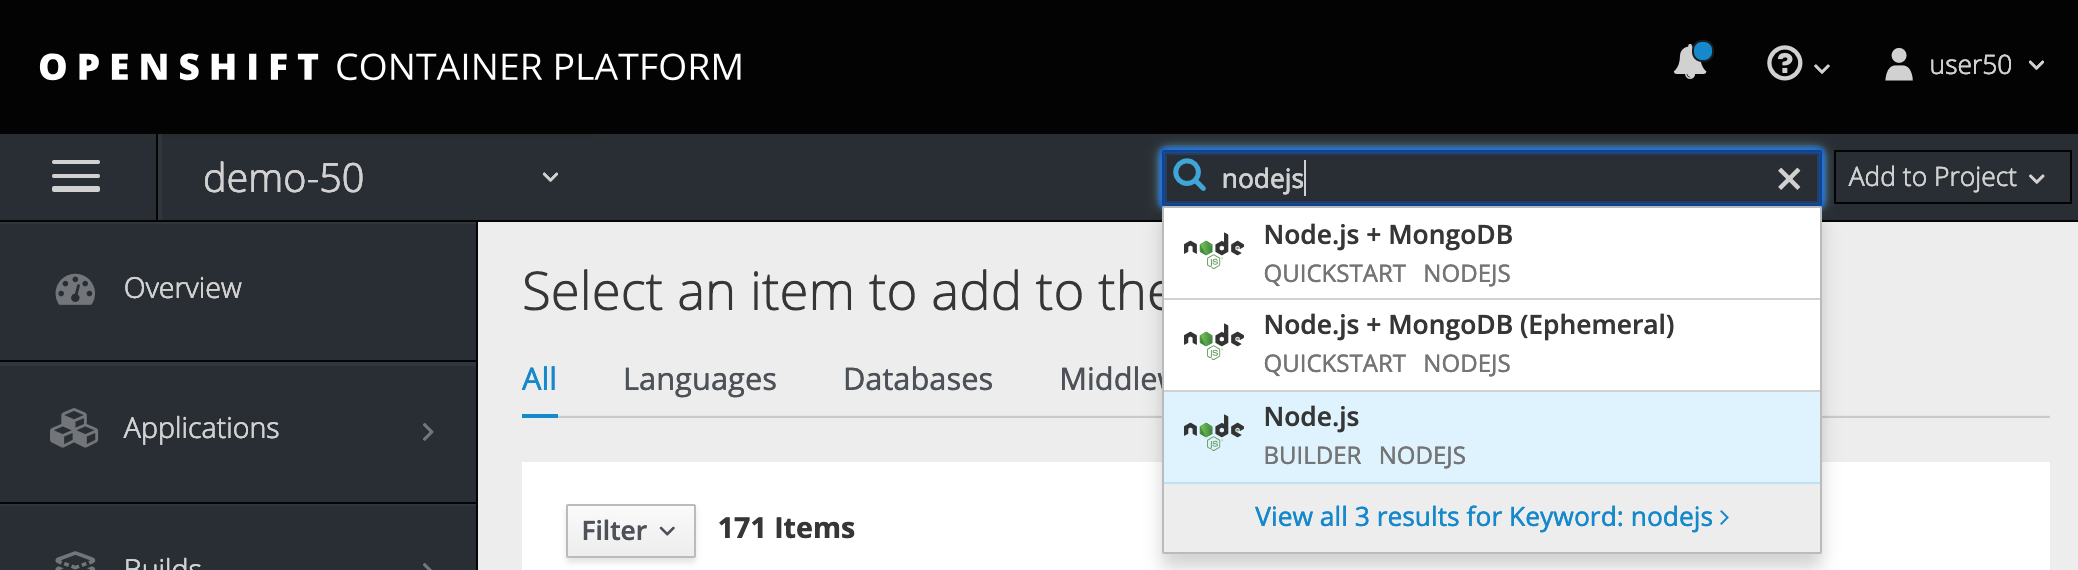 OPENSHIFT CONTAINER PLATFORM
user50
demo-50
nodejs
Add to Project
Node.js + MongoDB
QUICKSTART NODEJS
Node.js + MongoDB (Ephemeral)
QUICKSTART NODEJS
Node.js
BUILDER NODEJS
View all 3 results for Keyword: nodejs
Overview
Applications
Builds
Select an item to add to the
All Languages Databases
Filter
171 Items
node
JS
node
JS
node
JS